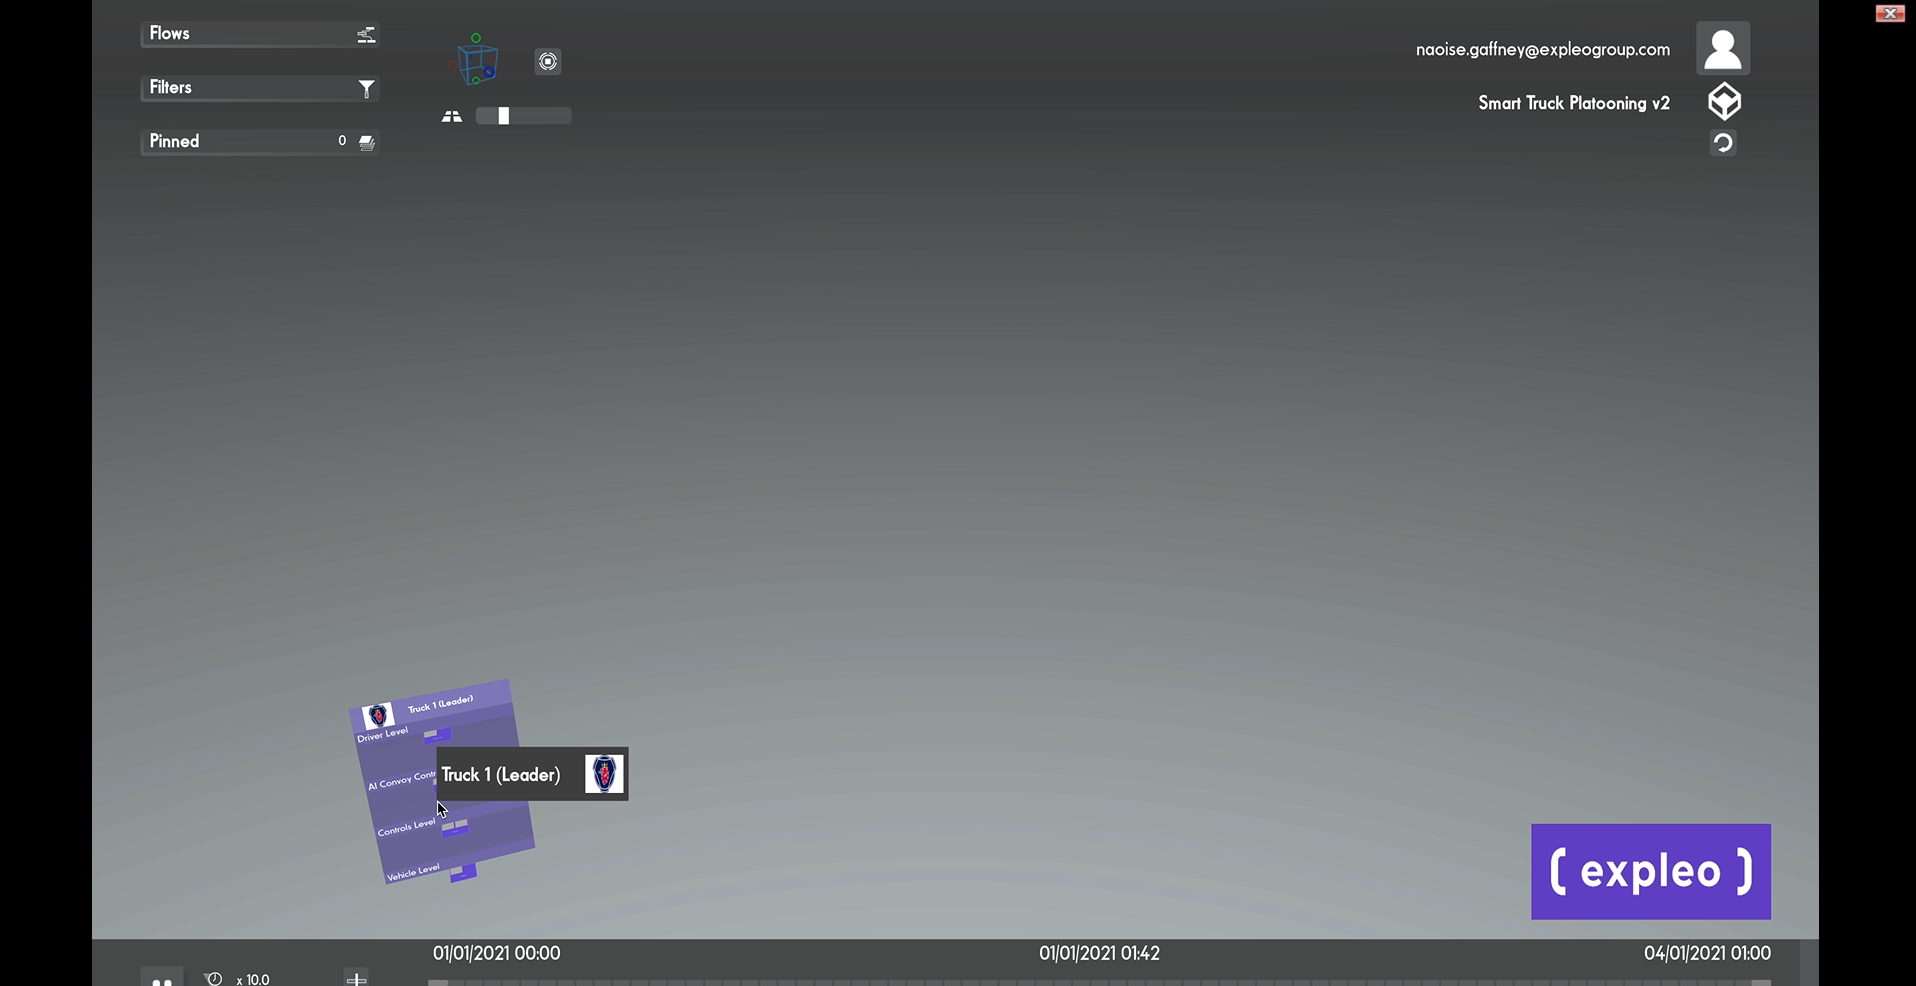 Flows
Filters
Pinned 0
naoise.gaffney@expleogroup.com
Smart Truck Platooning v2
Truck 1 (Leader)
Driver Level
AI Convoy Contr
Controls Level
Vehicle Level
Truck 1 (Leader)
( expleo )
01/01/2021 00:00
01/01/2021 01:42
04/01/2021 01:00
x 10.0